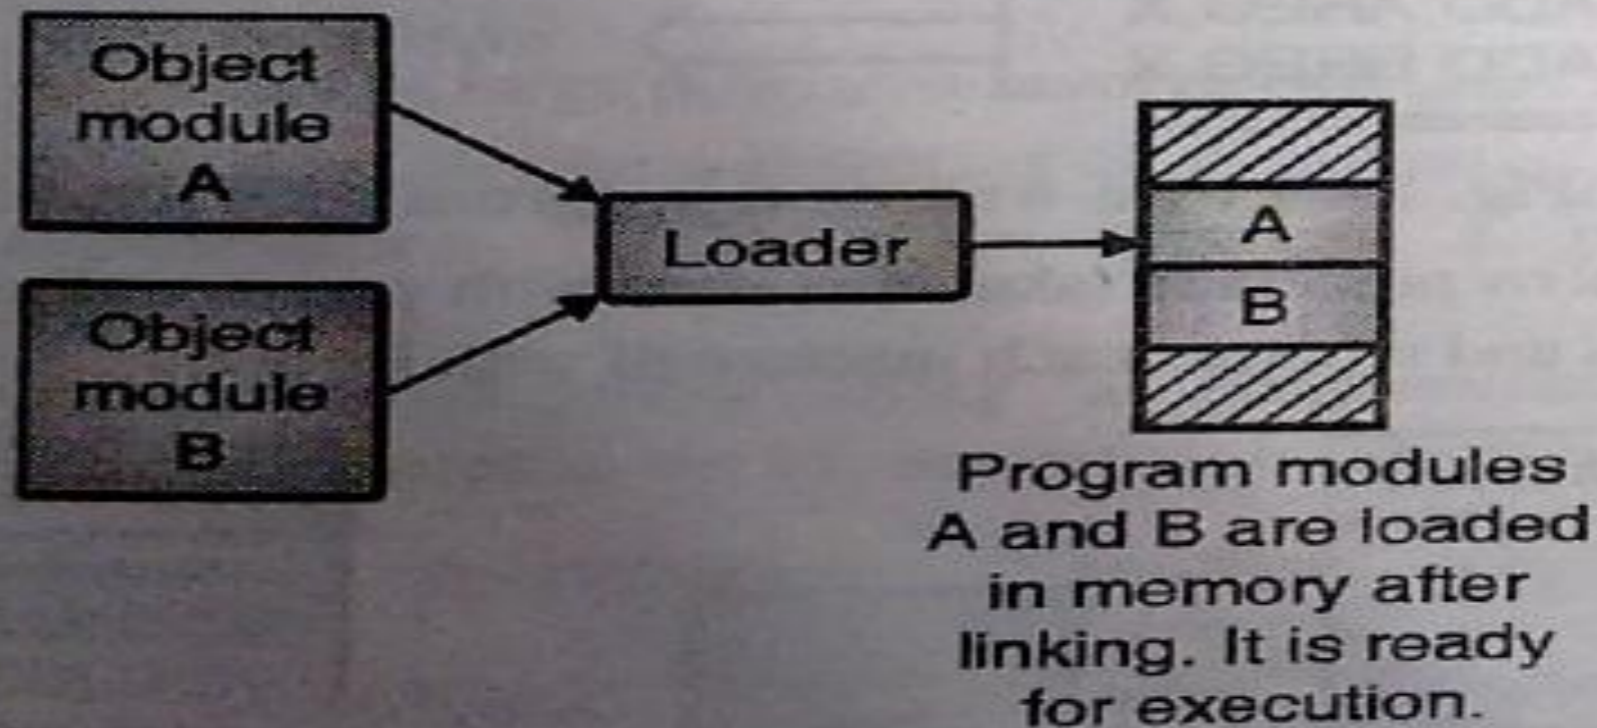 Object
module
A
Object
module
B
Loader
A
B
Program modules
A and B are loaded
in memory after
linking. It is ready
for execution.